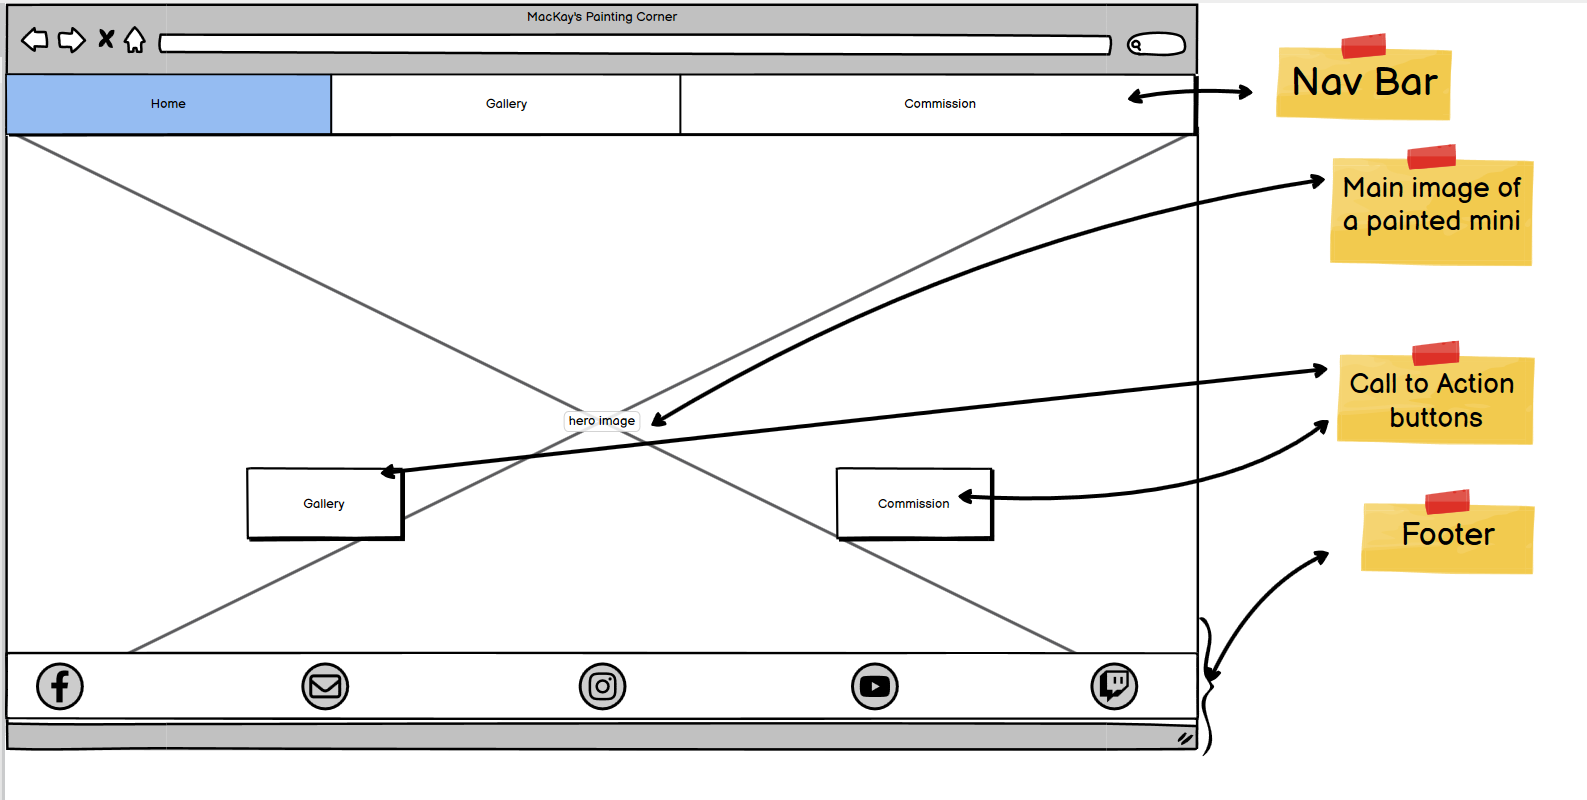 MacKay's Painting Corner
Home
Gallery
Commission
Nav Bar
Main image of
a painted mini
hero image
Call to Action
buttons
Gallery
Commission
Footer